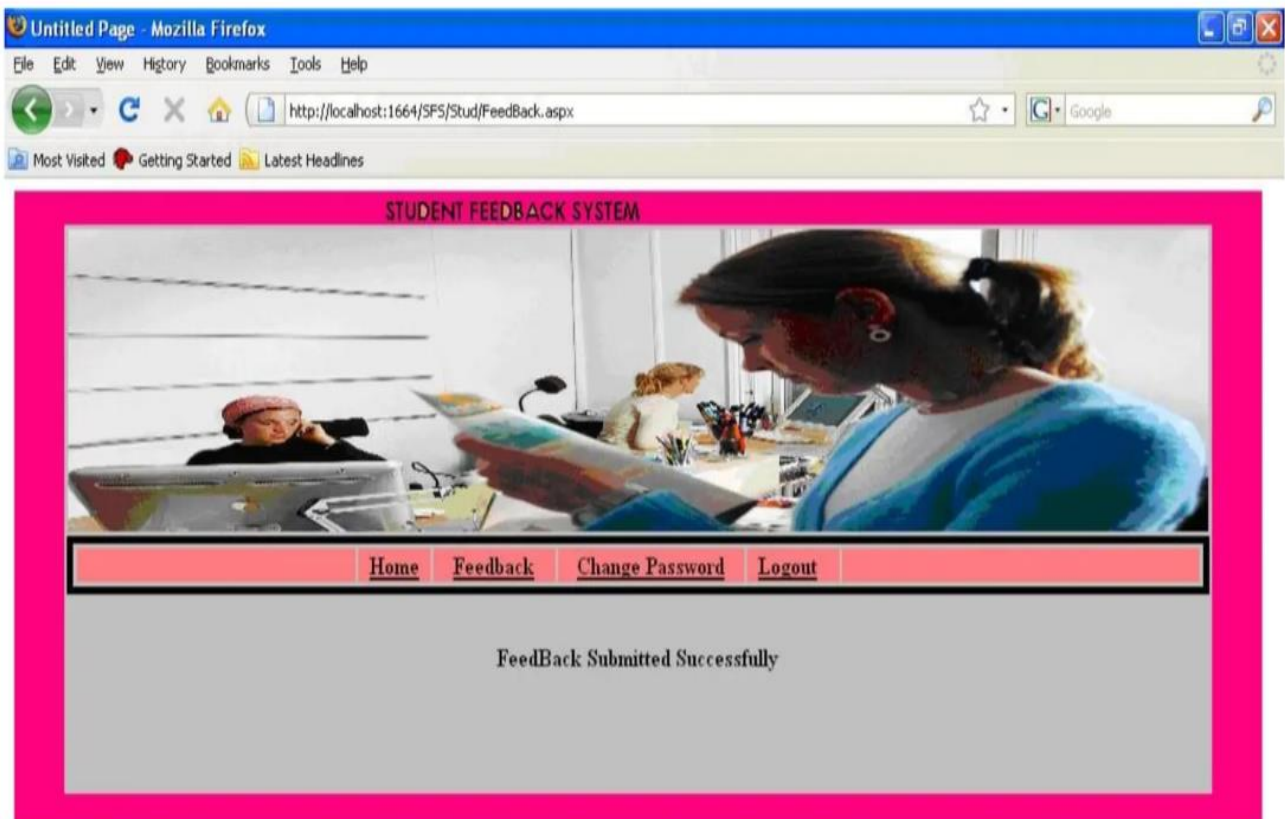 Untitled Page - Mozilla Firefox
File Edit View History Bookmarks Tools Help
http://localhost:1664/SFS/Stud/FeedBack.aspx
G Google
Most Visited Getting Started Latest Headlines
STUDENT FEEDBACK SYSTEM
Home Feedback Change Password Logout
FeedBack Submitted Successfully